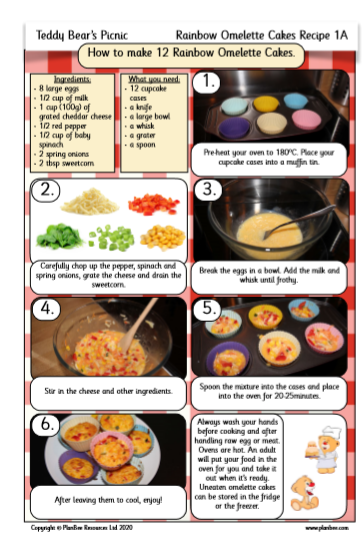 Teddy Bear's Picnic
Rainbow Omelette Cakes Recipe 1A
How to make 12 Rainbow Omelette Cakes.
Ingredients:
• 8 large eggs
• 1/2 cup of milk
• 1 cup (100g) of
grated cheddar cheese
• 1/2 red pepper
• 1/2 cup of baby
spinach
• 2 spring onions
• 2 tbsp sweetcorn
What you need:
• 12 cupcake
cases
• a knife
• a large bowl
• a whisk
• a grater
• a spoon
1.
Pre-heat your oven to 180°C. Place your
cupcake cases into a muffin tin.
2.
Carefully chop up the pepper, spinach and
spring onions, grate the cheese and drain the
sweetcorn.
3.
Break the eggs in a bowl. Add the milk and
whisk until frothy.
4.
Stir in the cheese and other ingredients.
5.
Spoon the mixture into the cases and place
into the oven for 20-25minutes.
6.
After leaving them to cool, enjoy!
Always wash your hands
before cooking and after
handling raw egg or meat.
Ovens are hot. An adult
will put your food in the
oven for you and take it
out when it's ready.
Uneaten omelette cakes
can be stored in the fridge
or the freezer.
Copyright © PlanBee Resources Ltd 2020
www.planbee.com